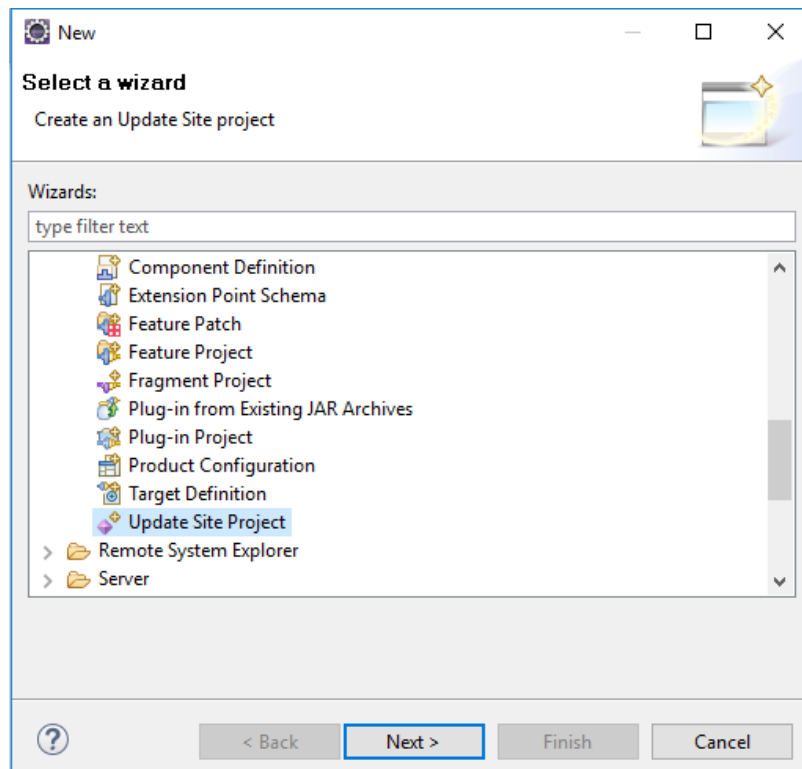 New
Select a wizard
Create an Update Site project
Wizards:
type filter text
Component Definition
Extension Point Schema
Feature Patch
Feature Project
Fragment Project
Plug-in from Existing JAR Archives
Plug-in Project
Product Configuration
Target Definition
Update Site Project
Remote System Explorer
Server
? < Back Next > Finish Cancel